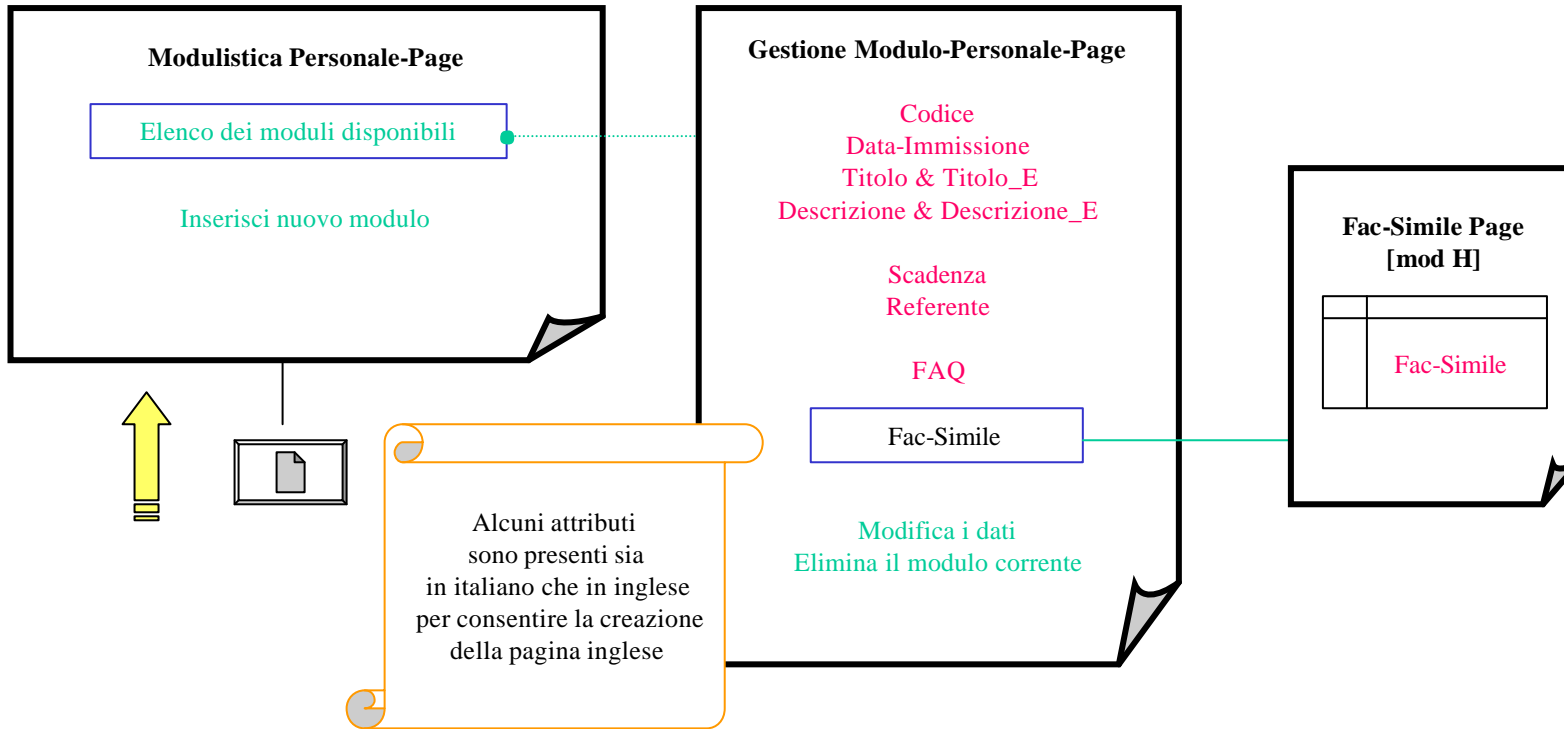 Modulistica Personale-Page
Elenco dei moduli disponibili
Inserisci nuovo modulo
Gestione Modulo-Personale-Page
Codice
Data-Immissione
Titolo & Titolo_E
Descrizione & Descrizione_E
Scadenza
Referente
FAQ
Fac-Simile
Modifica i dati
Elimina il modulo corrente
Fac-Simile Page
[mod H]
Fac-Simile
Alcuni attributi
sono presenti sia
in italiano che in inglese
per consentire la creazione
della pagina inglese